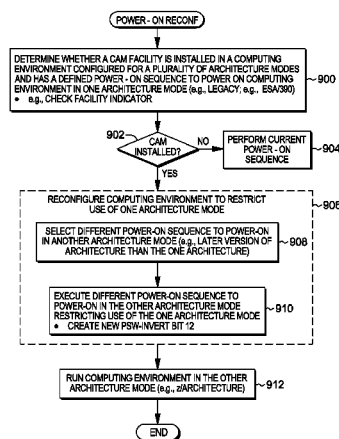 POWER - ON RECONF
DETERMINE WHETHER A CAM FACILITY IS INSTALLED IN A COMPUTING
ENVIRONMENT CONFIGURED FOR A PLURALITY OF ARCHITECTURE MODES
AND HAS A DEFINED POWER - ON SEQUENCE TO POWER ON COMPUTING
ENVIRONMENT IN ONE ARCHITECTURE MODE (e.g., LEGACY; e.g., ESA/390)
• e.g., CHECK FACILITY INDICATOR
900
902
CAM
INSTALLED?
NO
PERFORM CURRENT
POWER - ON
SEQUENCE
904
YES
906
RECONFIGURE COMPUTING ENVIRONMENT TO RESTRICT
USE OF ONE ARCHITECTURE MODE
SELECT DIFFERENT POWER-ON SEQUENCE TO POWER-ON
IN ANOTHER ARCHITECTURE MODE (e.g., LATER VERSION OF
ARCHITECTURE THAN THE ONE ARCHITECTURE)
908
EXECUTE DIFFERENT POWER-ON SEQUENCE TO
POWER-ON IN THE OTHER ARCHITECTURE MODE
RESTRICTING USE OF THE ONE ARCHITECTURE MODE
• CREATE NEW PSW-INVERT BIT 12
910
RUN COMPUTING ENVIRONMENT IN THE OTHER
ARCHITECTURE MODE (e.g., z/ARCHITECTURE)
912
END